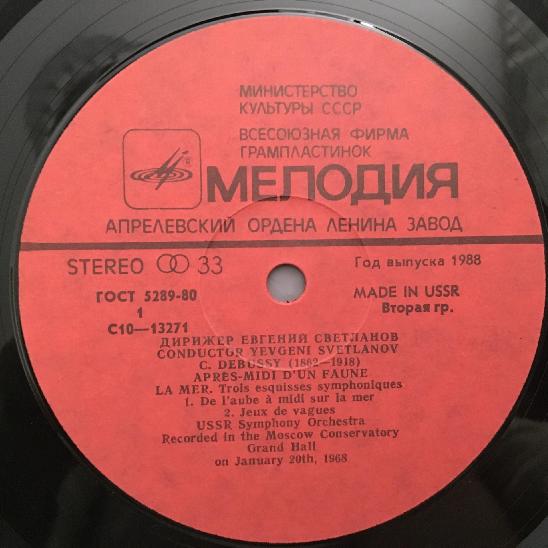 МИНИСТЕРСТВО
КУЛЬТУРЫ СССР
ВСЕСОЮЗНАЯ ФИРМА
ГРАМПЛАСТИНОК
МЕЛОДИЯ
АПРЕЛЕВСКИЙ ОРДЕНА ЛЕНИНА ЗАВОД
STEREO 33 Год выпуска 1988
ГОСТ 5289-80 MADE IN USSR
1 Вторая гр.
С10—13271
ДИРИЖЕР ЕВГЕНИЙ СВЕТЛАНОВ
CONDUCTOR YEVGENI SVETLANOV
C. DEBUSSY (1862—1918)
APRÈS-MIDI D'UN FAUNE
LA MER. Trois esquisses symphoniques
1. De l'aube à midi sur la mer
2. Jeux de vagues
USSR Symphony Orchestra
Recorded in the Moscow Conservatory
Grand Hall
on January 20th, 1968